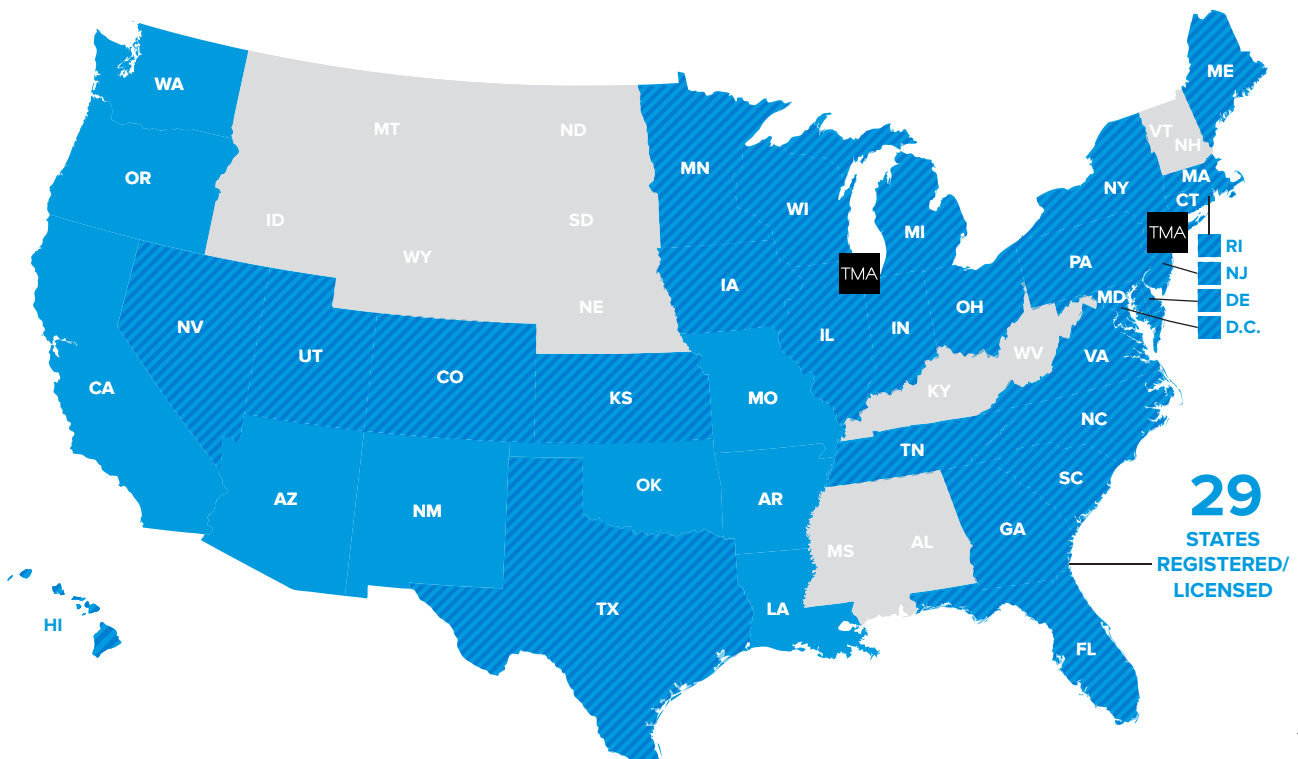 ME
WA
MT
ND
VT
NH
MN
MA
OR
NY
CT
WI
ID
SD
MI
TMA
RI
WY
PA
TMA
NJ
IA
MD
DE
NE
OH
NV
IL
IN
D.C.
UT
WV
VA
CO
CA
KS
MO
KY
NC
TN
SC
OK
AZ
AR
NM
29
GA
STATES
MS
AL
REGISTERED/
LICENSED
TX
LA
HI
FL